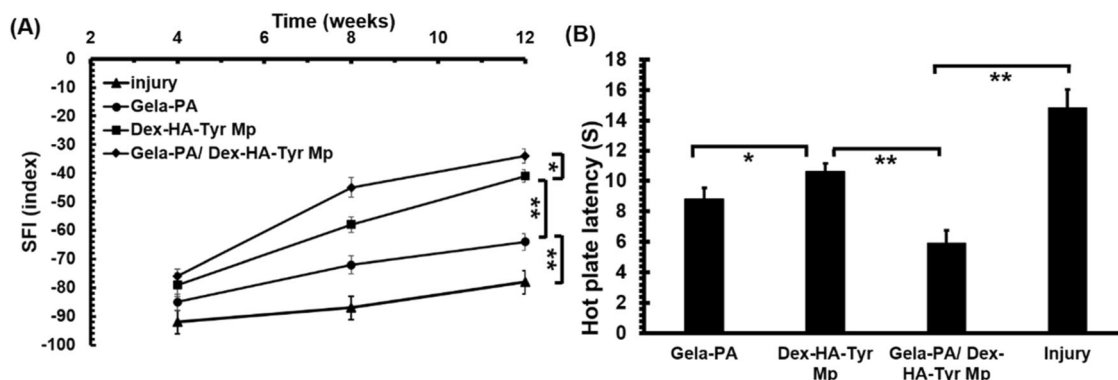 (A)
Time (weeks)
2 4 6 8 10 12
0
-10
-20
-30
-40
-50
-60
-70
-80
-90
-100
SFI (index)
injury
Gela-PA
Dex-HA-Tyr Mp
Gela-PA/ Dex-HA-Tyr Mp
*
**
**
(B)
Hot plate latency (S)
18
16
14
12
10
8
6
4
2
0
*
**
**
Gela-PA
Dex-HA-Tyr
Mp
Gela-PA/ Dex-
HA-Tyr Mp
Injury